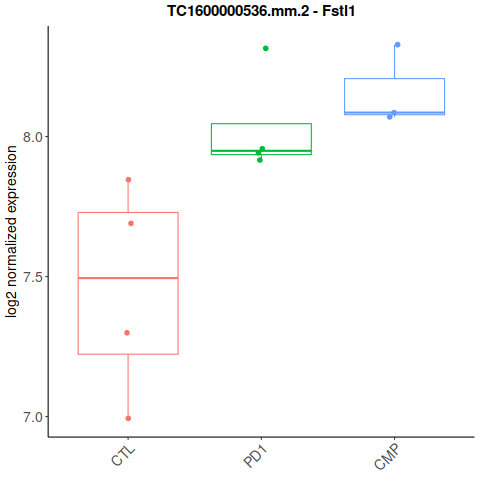 TC1600000536.mm.2 - Fstl1
log2 normalized expression
8.0
7.5
7.0
CTL
PD1
CMP